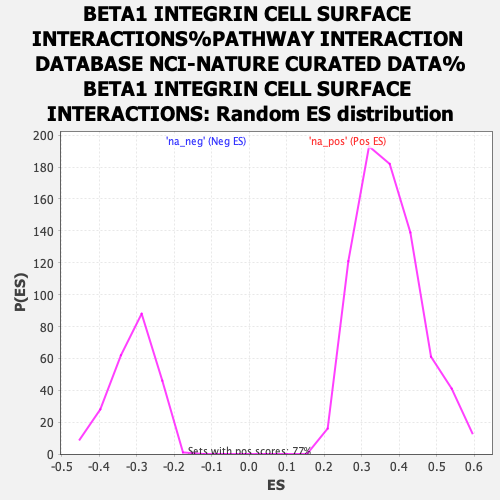 BETA1 INTEGRIN CELL SURFACE
INTERACTIONS%PATHWAY INTERACTION
DATABASE NCI-NATURE CURATED DATA%
BETA1 INTEGRIN CELL SURFACE
INTERACTIONS: Random ES distribution
'na_neg' (Neg ES) 'na_pos' (Pos ES)
200
180
160
140
120
100
80
60
40
20
0
P(ES)
Sets with pos scores: 77%
-0.5 -0.4 -0.3 -0.2 -0.1 0.0 0.1 0.2 0.3 0.4 0.5 0.6
ES